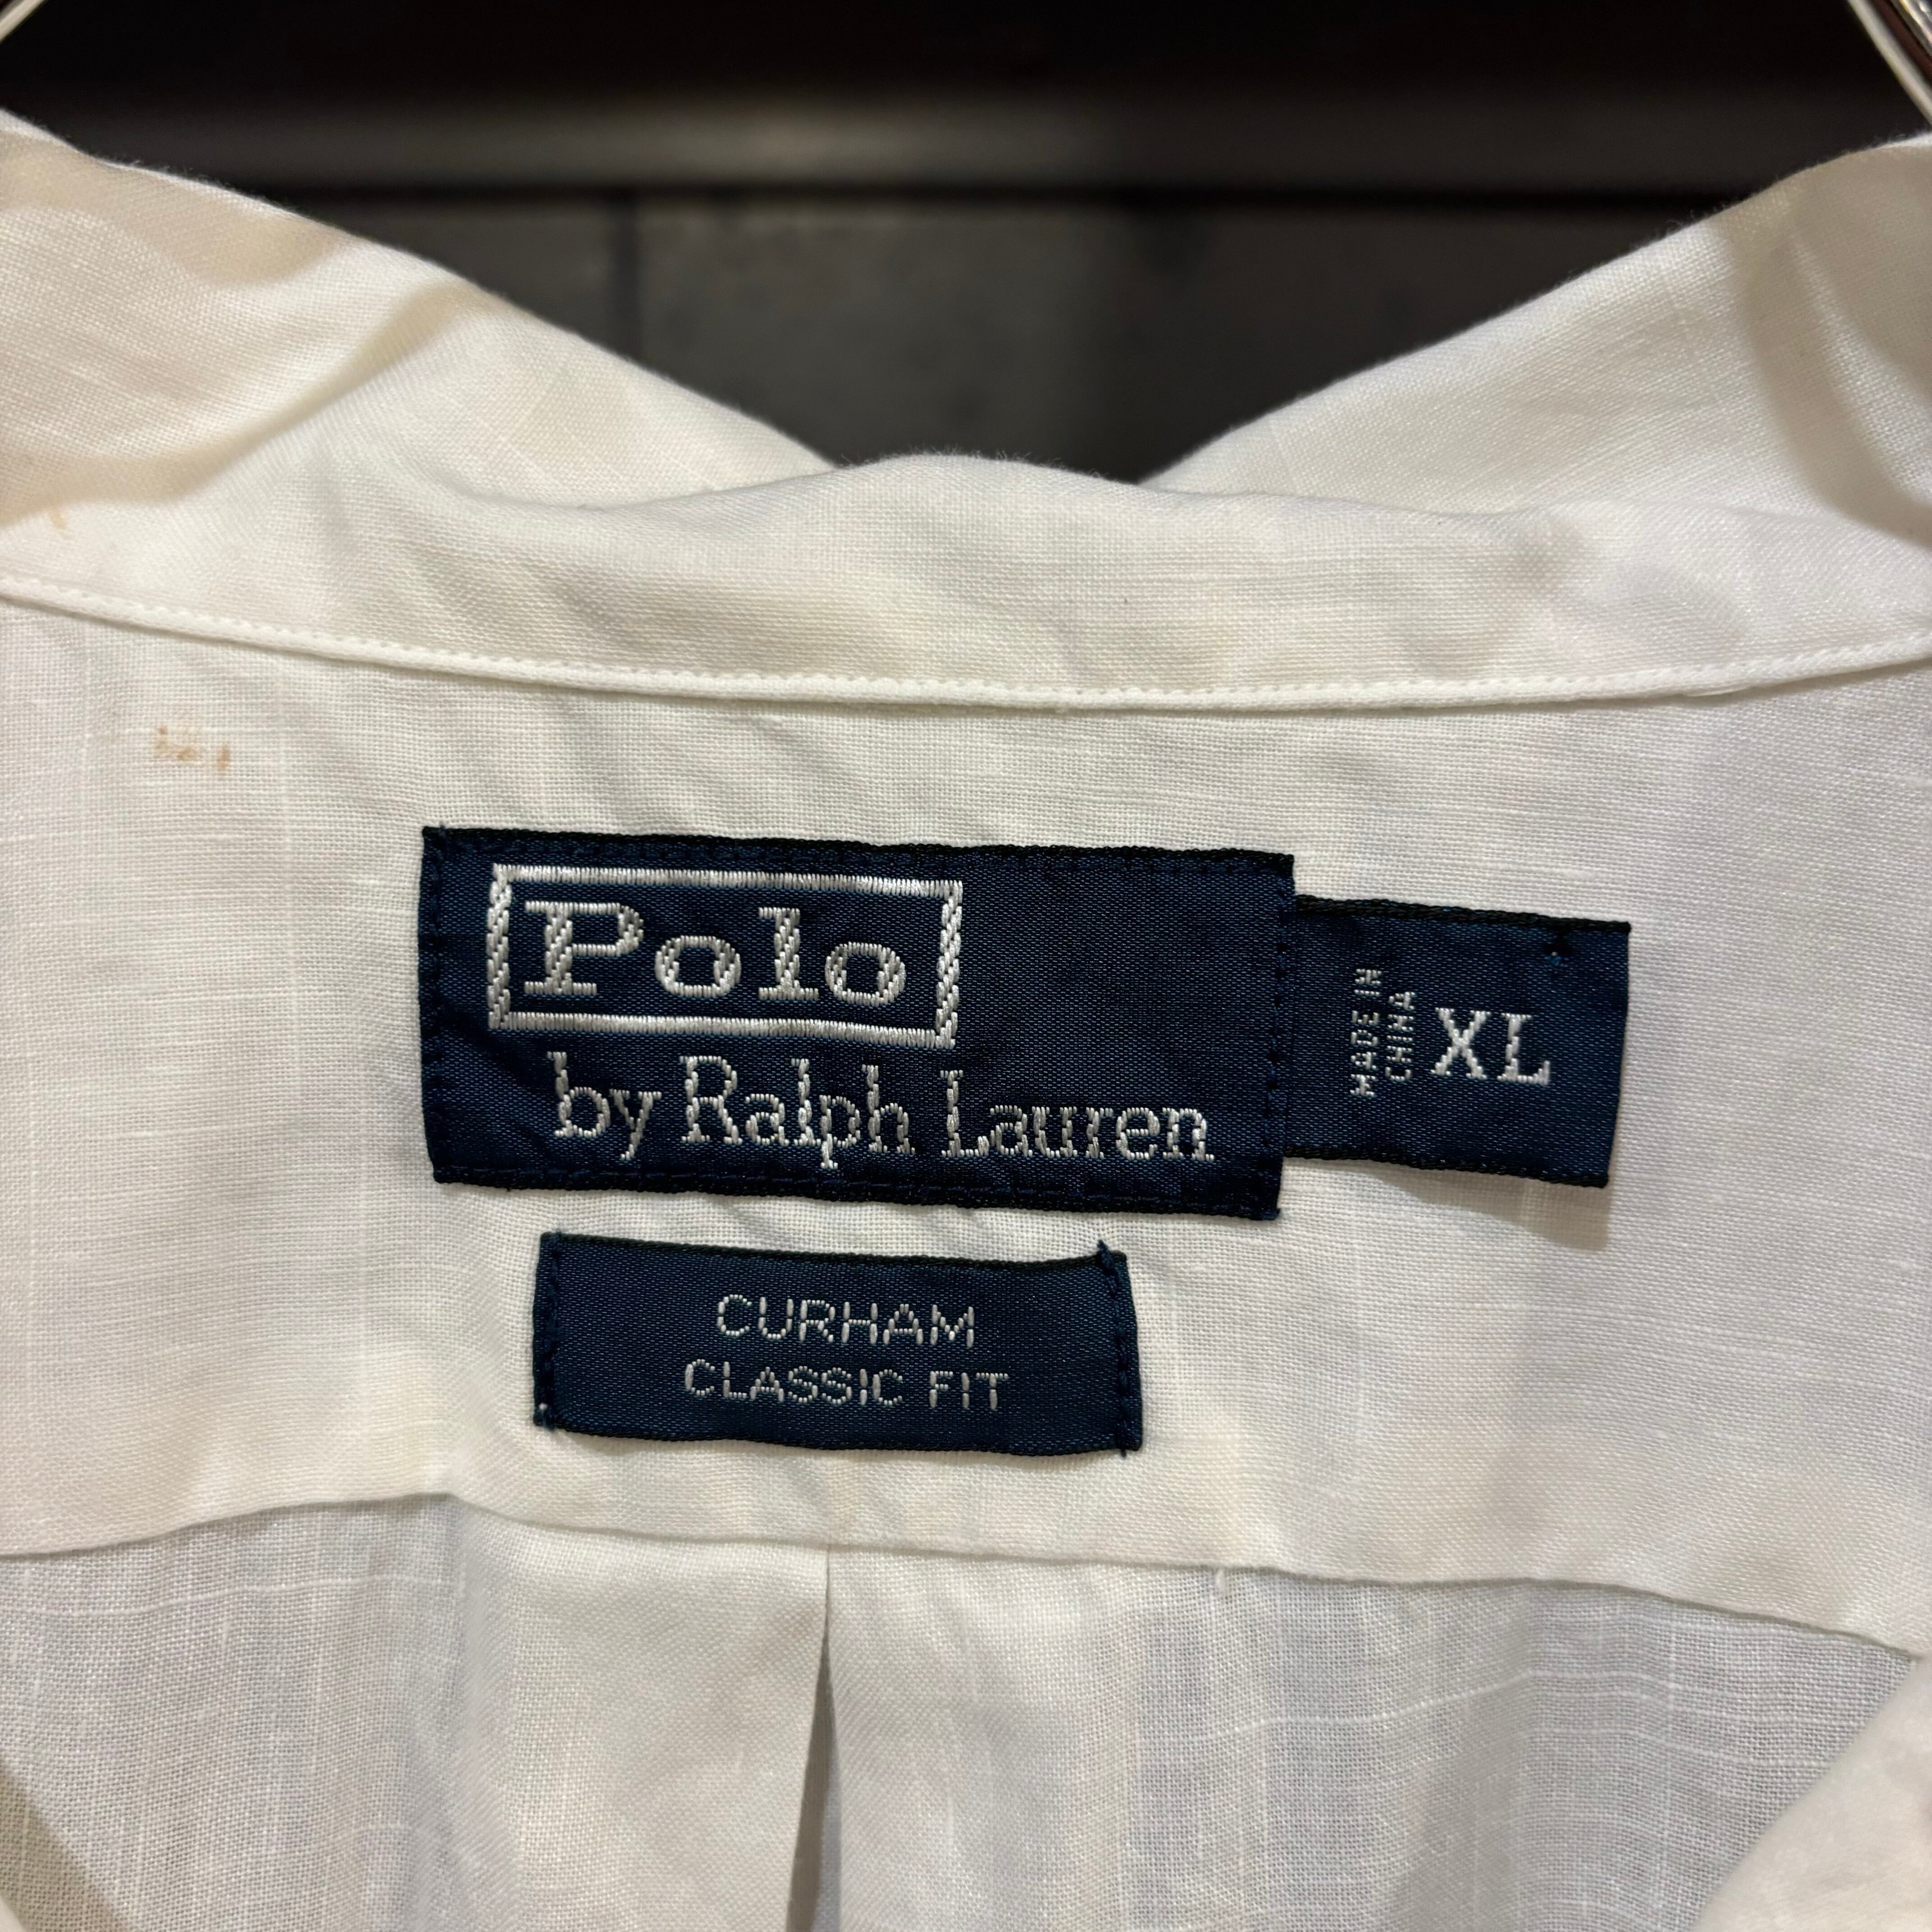 Polo
by Ralph Lauren
MADE IN
CHINA
XL
CURHAM
CLASSIC FIT